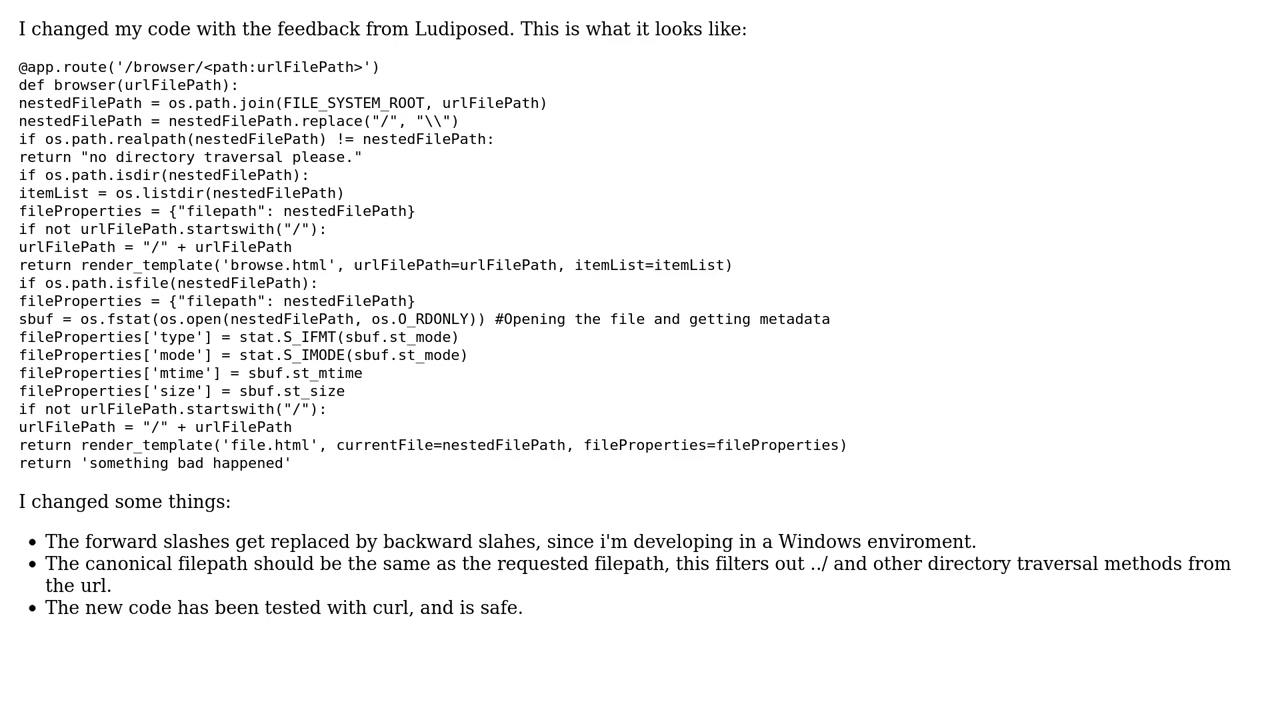 I changed my code with the feedback from Ludiposed. This is what it looks like:
@app.route('/browser/<path:urlFilePath>')
def browser(urlFilePath):
nestedFilePath = os.path.join(FILE_SYSTEM_ROOT, urlFilePath)
nestedFilePath = nestedFilePath.replace("/", "\\")
if os.path.realpath(nestedFilePath) != nestedFilePath:
return "no directory traversal please."
if os.path.isdir(nestedFilePath):
itemList = os.listdir(nestedFilePath)
fileProperties = {"filepath": nestedFilePath}
if not urlFilePath.startswith("/"):
urlFilePath = "/" + urlFilePath
return render_template('browse.html', urlFilePath=urlFilePath, itemList=itemList)
if os.path.isfile(nestedFilePath):
fileProperties = {"filepath": nestedFilePath}
sbuf = os.fstat(os.open(nestedFilePath, os.O_RDONLY)) #Opening the file and getting metadata
fileProperties['type'] = stat.S_IFMT(sbuf.st_mode)
fileProperties['mode'] = stat.S_IMODE(sbuf.st_mode)
fileProperties['mtime'] = sbuf.st_mtime
fileProperties['size'] = sbuf.st_size
if not urlFilePath.startswith("/"):
urlFilePath = "/" + urlFilePath
return render_template('file.html', currentFile=nestedFilePath, fileProperties=fileProperties)
return 'something bad happened'
I changed some things:
• The forward slashes get replaced by backward slahes, since i'm developing in a Windows enviroment.
• The canonical filepath should be the same as the requested filepath, this filters out ../ and other directory traversal methods from
the url.
• The new code has been tested with curl, and is safe.